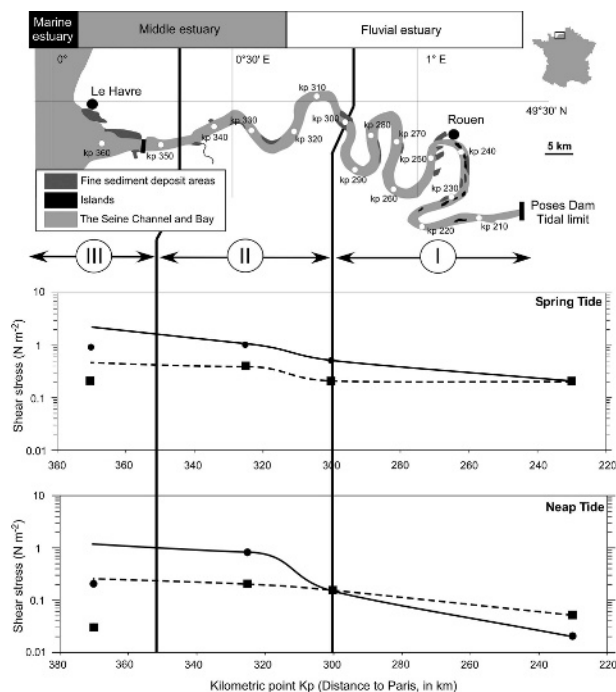 Marine estuary
Middle estuary
Fluvial estuary
0°
0°30' E
1° E
49°30' N
Le Havre
Rouen
5 km
kp 360
kp 350
kp 340
kp 330
kp 320
kp 310
kp 300
kp 290
kp 280
kp 270
kp 260
kp 250
kp 240
kp 230
kp 220
kp 210
Poses Dam
Tidal limit
Fine sediment deposit areas
Islands
The Seine Channel and Bay
III
II
I
Spring Tide
Shear stress (N m-2)
10
1
0.1
0.01
380 360 340 320 300 280 260 240 220
Neap Tide
Shear stress (N m-2)
10
1
0.1
0.01
380 360 340 320 300 280 260 240 220
Kilometric point Kp (Distance to Paris, in km)